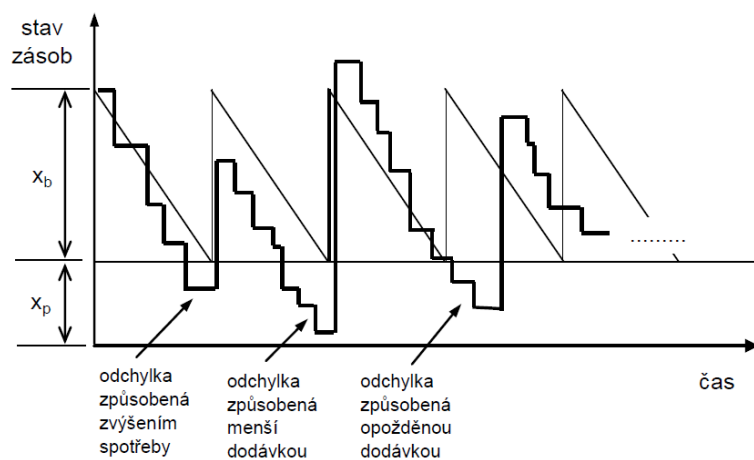 stav
zásob
x_b
x_p
odchylka
způsobená
zvýšením
spotřeby
odchylka
způsobená
menší
dodávkou
odchylka
způsobená
opožděnou
dodávkou
čas